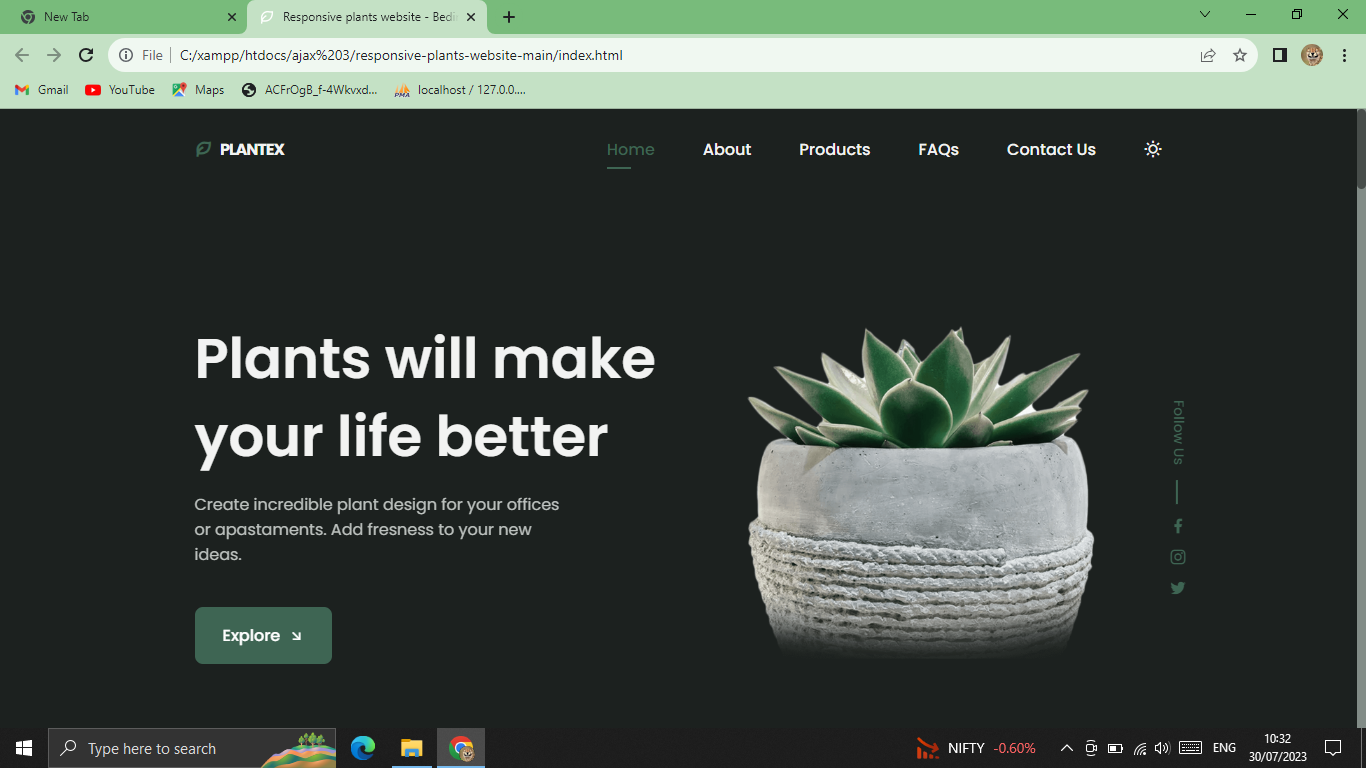 New Tab
Responsive plants website - Bedi
File
C:/xampp/htdocs/ajax%203/responsive-plants-website-main/index.html
Gmail
YouTube
Maps
ACFrOgB_f-4Wkvxd...
localhost / 127.0.0....
PLANTEX
Home
About
Products
FAQs
Contact Us
Plants will make
your life better
Create incredible plant design for your offices
or apastaments. Add fresness to your new
ideas.
Explore
Follow Us
Type here to search
NIFTY -0.60%
ENG
10:32
30/07/2023
PMA